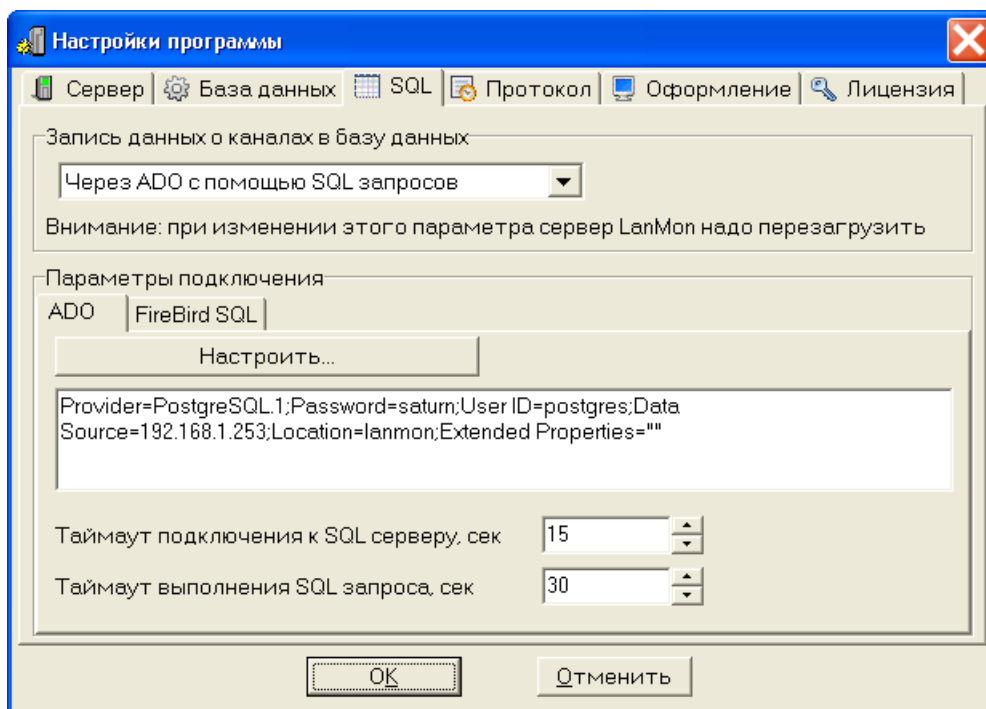 Настройки программы
Сервер База данных SQL Протокол Оформление Лицензия
Запись данных о каналах в базу данных
Через ADO с помощью SQL запросов
Внимание: при изменении этого параметра сервер LanMon надо перезагрузить
Параметры подключения
ADO FireBird SQL
Настроить...
Provider=PostgreSQL.1;Password=saturn;User ID=postgres;Data
Source=192.168.1.253;Location=lanmon;Extended Properties=""
Таймаут подключения к SQL серверу, сек 15
Таймаут выполнения SQL запроса, сек 30
OK Отменить